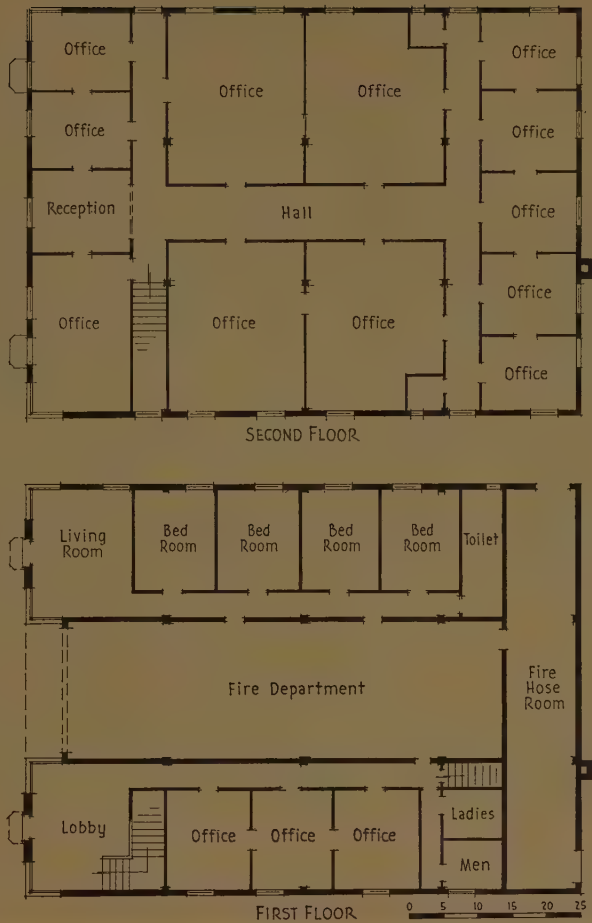 Office
Office
Office
Office
Office
Office
Reception
Hall
Office
Office
Office
Office
Office
Office
Office
SECOND FLOOR
Living
Room
Bed
Room
Bed
Room
Bed
Room
Bed
Room
Toilet
Fire Department
Fire
Hose
Room
Lobby
Office
Office
Office
Ladies
Men
FIRST FLOOR
0 5 10 15 20 25